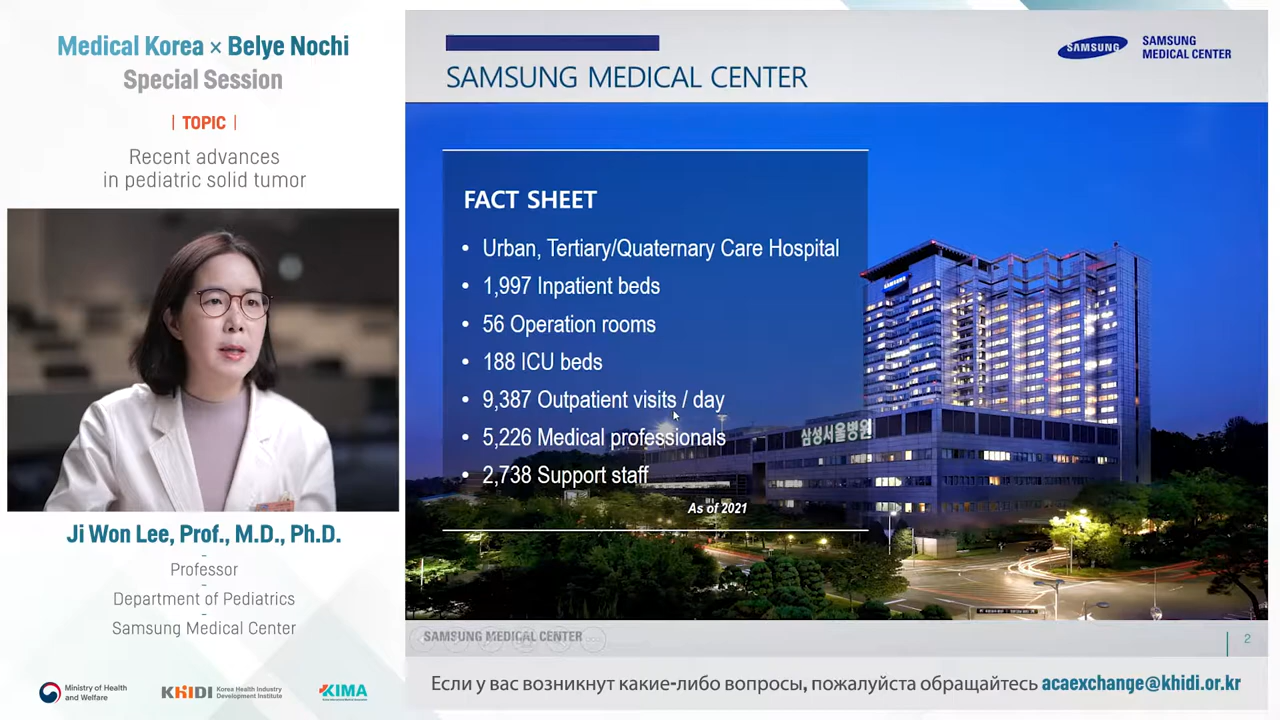 Medical Korea × Belye Nochi
Special Session
| TOPIC |
Recent advances
in pediatric solid tumor
Ji Won Lee, Prof., M.D., Ph.D.
-
Professor
-
Department of Pediatrics
-
Samsung Medical Center
Ministry of Health
and Welfare
KHIDI
Korea Health Industry
Development Institute
KIMA
SAMSUNG MEDICAL CENTER
SAMSUNG
SAMSUNG
MEDICAL CENTER
FACT SHEET
• Urban, Tertiary/Quaternary Care Hospital
• 1,997 Inpatient beds
• 56 Operation rooms
• 188 ICU beds
• 9,387 Outpatient visits / day
• 5,226 Medical professionals
• 2,738 Support staff
As of 2021
SAMSUNG
삼성서울병원
SAMSUNG MEDICAL CENTER
2
Если у вас возникнут какие-либо вопросы, пожалуйста обращайтесь acaexchange@khidi.or.kr